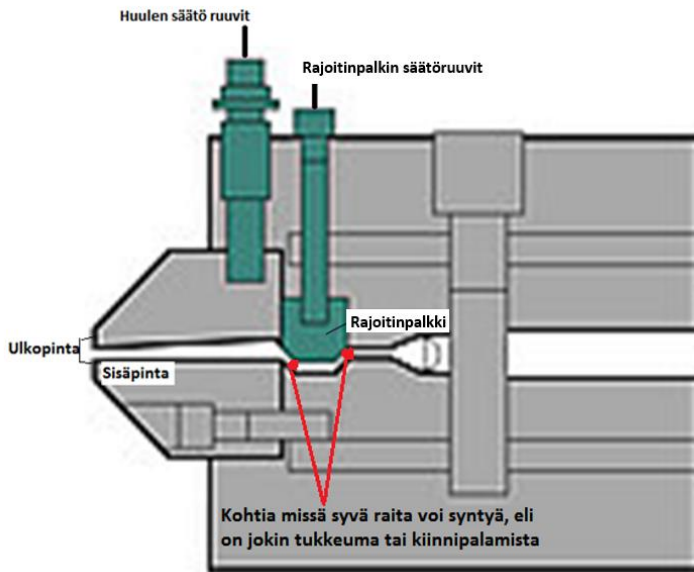 Huulen säätö ruuvit
Rajoitinpalkin säätöruuvit
Rajoitinpalkki
Ulkopinta
Sisäpinta
Kohtia missä syvä raita voi syntyä, eli
on jokin tukkeuma tai kiinnipalamista